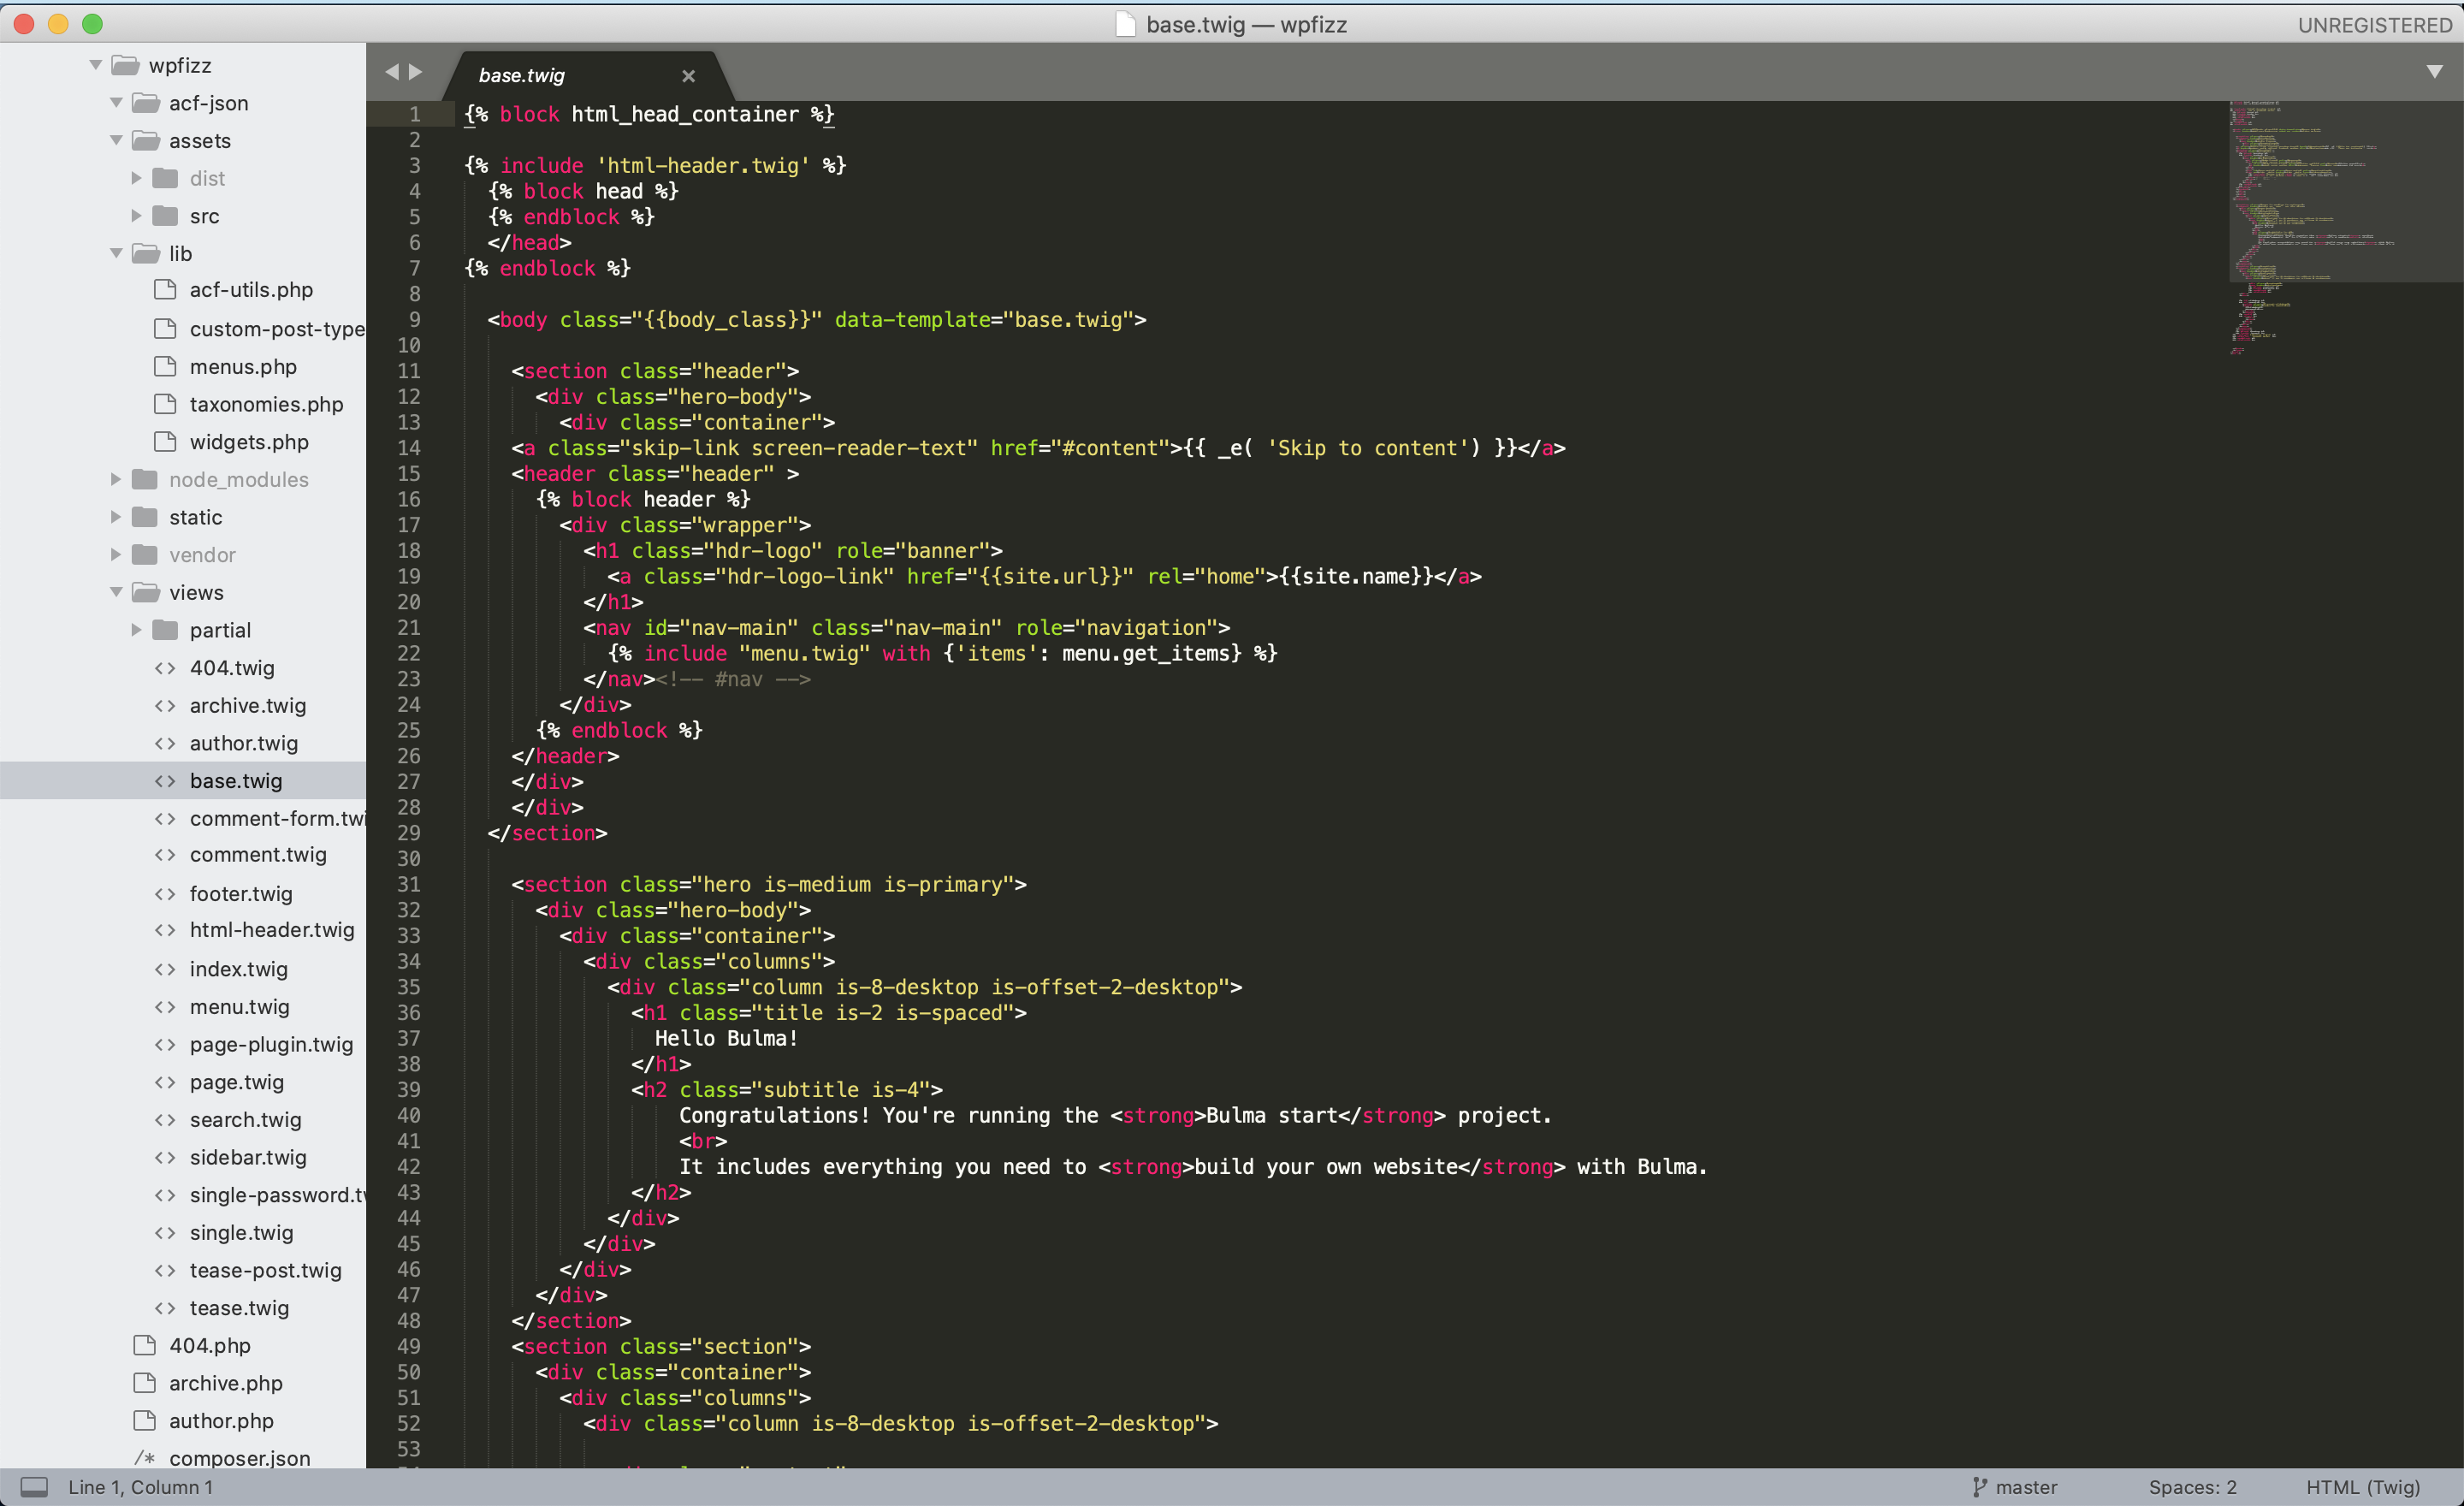 base.twig — wpfizz
UNREGISTERED
wpfizz
acf-json
assets
dist
src
lib
acf-utils.php
custom-post-type
menus.php
taxonomies.php
widgets.php
node_modules
static
vendor
views
partial
404.twig
archive.twig
author.twig
base.twig
comment-form.twi
comment.twig
footer.twig
html-header.twig
index.twig
menu.twig
page-plugin.twig
page.twig
search.twig
sidebar.twig
single-password.tw
single.twig
tease-post.twig
tease.twig
404.php
archive.php
author.php
/* composer.json
base.twig
1 {% block html_head_container %}
2
3 {% include 'html-header.twig' %}
4 {% block head %}
5 {% endblock %}
6 </head>
7 {% endblock %}
8
9 <body class="{{body_class}}" data-template="base.twig">
10
11 <section class="header">
12 <div class="hero-body">
13 <div class="container">
14 <a class="skip-link screen-reader-text" href="#content">{{ _e( 'Skip to content') }}</a>
15 <header class="header" >
16 {% block header %}
17 <div class="wrapper">
18 <h1 class="hdr-logo" role="banner">
19 <a class="hdr-logo-link" href="{{site.url}}" rel="home">{{site.name}}</a>
20 </h1>
21 <nav id="nav-main" class="nav-main" role="navigation">
22 {% include "menu.twig" with {'items': menu.get_items} %}
23 </nav><!-- #nav -->
24 </div>
25 {% endblock %}
26 </header>
27 </div>
28 </div>
29 </section>
30
31 <section class="hero is-medium is-primary">
32 <div class="hero-body">
33 <div class="container">
34 <div class="columns">
35 <div class="column is-8-desktop is-offset-2-desktop">
36 <h1 class="title is-2 is-spaced">
37 Hello Bulma!
38 </h1>
39 <h2 class="subtitle is-4">
40 Congratulations! You're running the <strong>Bulma start</strong> project.
41 <br>
42 It includes everything you need to <strong>build your own website</strong> with Bulma.
43 </h2>
44 </div>
45 </div>
46 </div>
47 </div>
48 </section>
49 <section class="section">
50 <div class="container">
51 <div class="columns">
52 <div class="column is-8-desktop is-offset-2-desktop">
53
Line 1, Column 1
master
Spaces: 2
HTML (Twig)